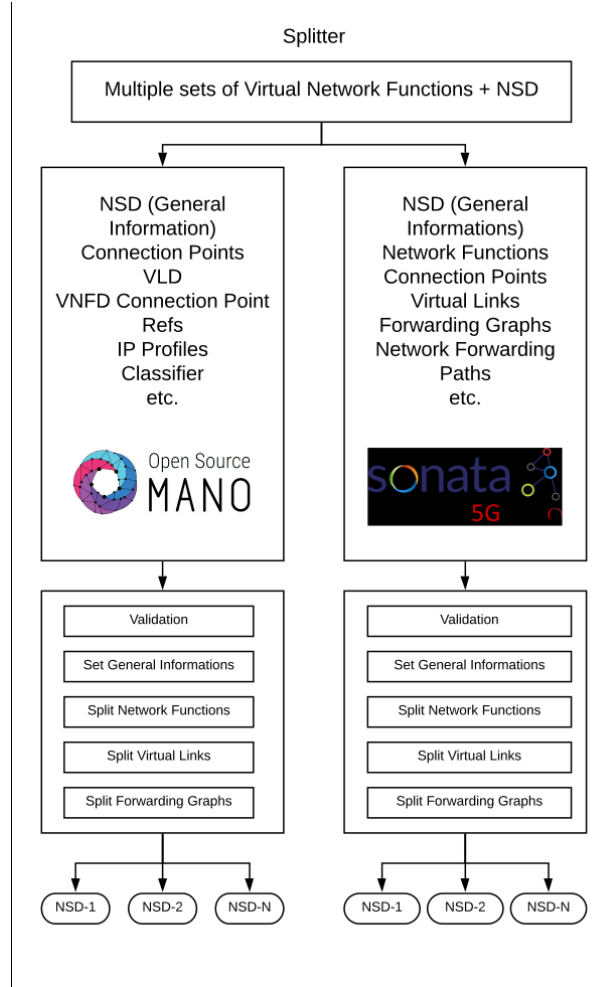 Splitter
Multiple sets of Virtual Network Functions + NSD
NSD (General
Information)
Connection Points
VLD
VNFD Connection Point
Refs
IP Profiles
Classifier
etc.
Open Source
MANO
NSD (General
Informations)
Network Functions
Connection Points
Virtual Links
Forwarding Graphs
Network Forwarding
Paths
etc.
sonata
5G
Validation
Set General Informations
Split Network Functions
Split Virtual Links
Split Forwarding Graphs
Validation
Set General Informations
Split Network Functions
Split Virtual Links
Split Forwarding Graphs
NSD-1
NSD-2
NSD-N
NSD-1
NSD-2
NSD-N